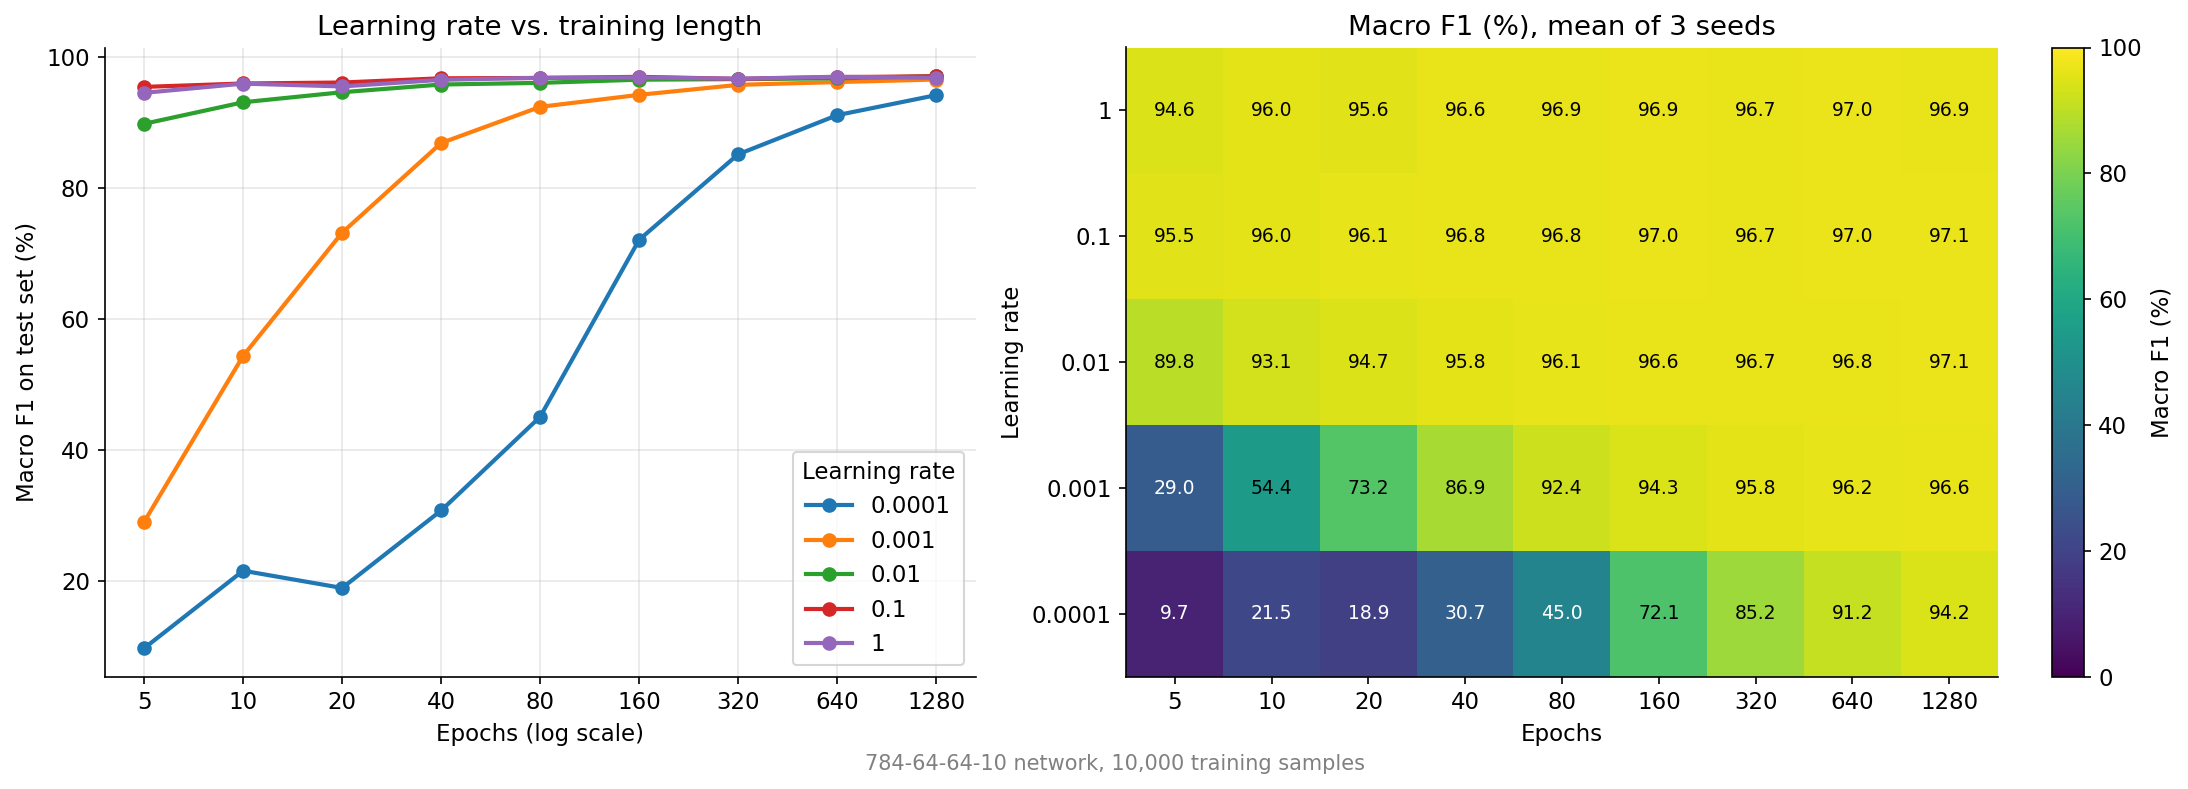 Learning rate vs. training length
Macro F1 on test set (%)
100
80
60
40
20
5 10 20 40 80 160 320 640 1280
Epochs (log scale)
Learning rate
0.0001
0.001
0.01
0.1
1
Macro F1 (%), mean of 3 seeds
Learning rate
1 94.6 96.0 95.6 96.6 96.9 96.9 96.7 97.0 96.9
0.1 95.5 96.0 96.1 96.8 96.8 97.0 96.7 97.0 97.1
0.01 89.8 93.1 94.7 95.8 96.1 96.6 96.7 96.8 97.1
0.001 29.0 54.4 73.2 86.9 92.4 94.3 95.8 96.2 96.6
0.0001 9.7 21.5 18.9 30.7 45.0 72.1 85.2 91.2 94.2
5 10 20 40 80 160 320 640 1280
Epochs
100
80
60
40
20
0
Macro F1 (%)
784-64-64-10 network, 10,000 training samples